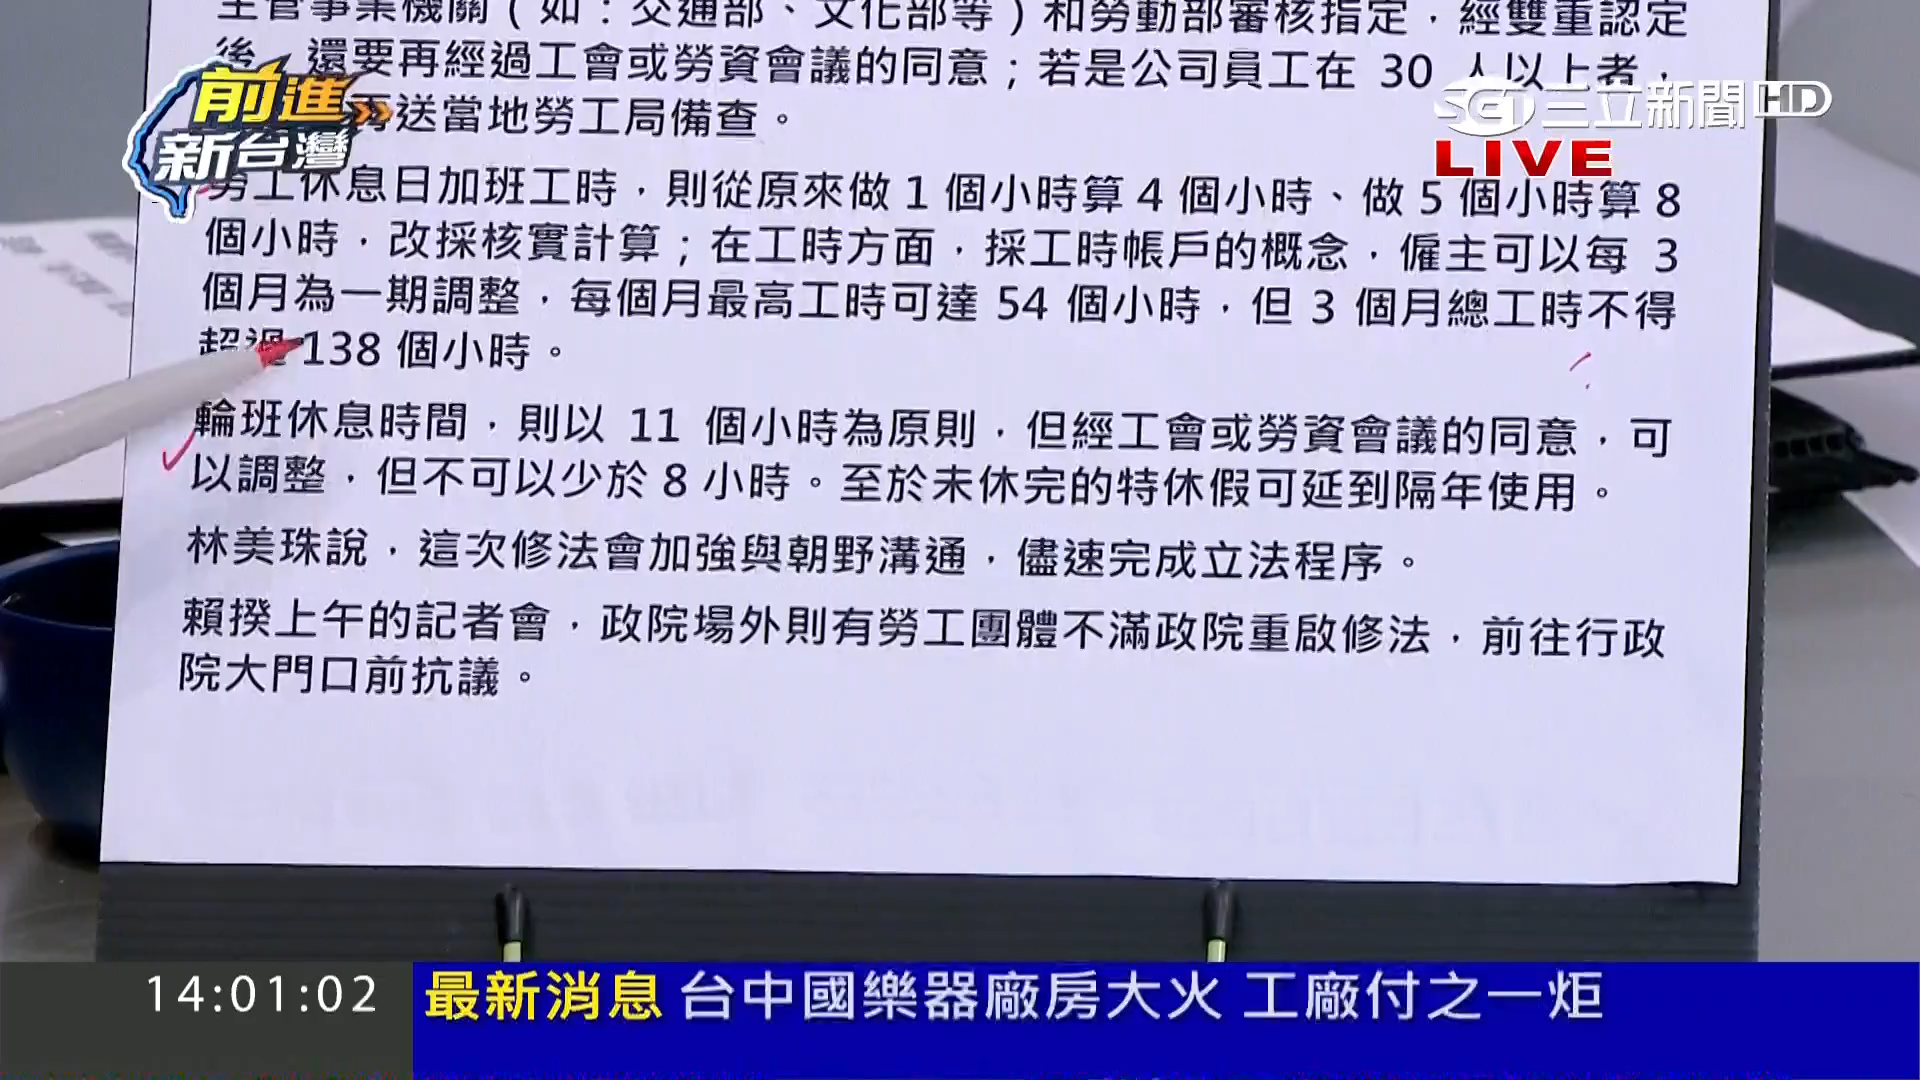 主管事業機關（如：交通部、文化部等）和勞動部審核指定，經雙重認定
後，還要再經過工會或勞資會議的同意；若是公司員工在 30 人以上者，
再送當地勞工局備查。
勞工休息日加班工時，則從原來做 1 個小時算 4 個小時、做 5 個小時算 8
個小時，改採核實計算；在工時方面，採工時帳戶的概念，僱主可以每 3
個月為一期調整，每個月最高工時可達 54 個小時，但 3 個月總工時不得
超過 138 個小時。
輪班休息時間，則以 11 個小時為原則，但經工會或勞資會議的同意，可
以調整，但不可以少於 8 小時。至於未休完的特休假可延到隔年使用。
林美珠說，這次修法會加強與朝野溝通，儘速完成立法程序。
賴揆上午的記者會，政院場外則有勞工團體不滿政院重啟修法，前往行政
院大門口前抗議。
前進
新台灣
SET三立新聞HD
LIVE
14:01:02
最新消息 台中國樂器廠房大火 工廠付之一炬